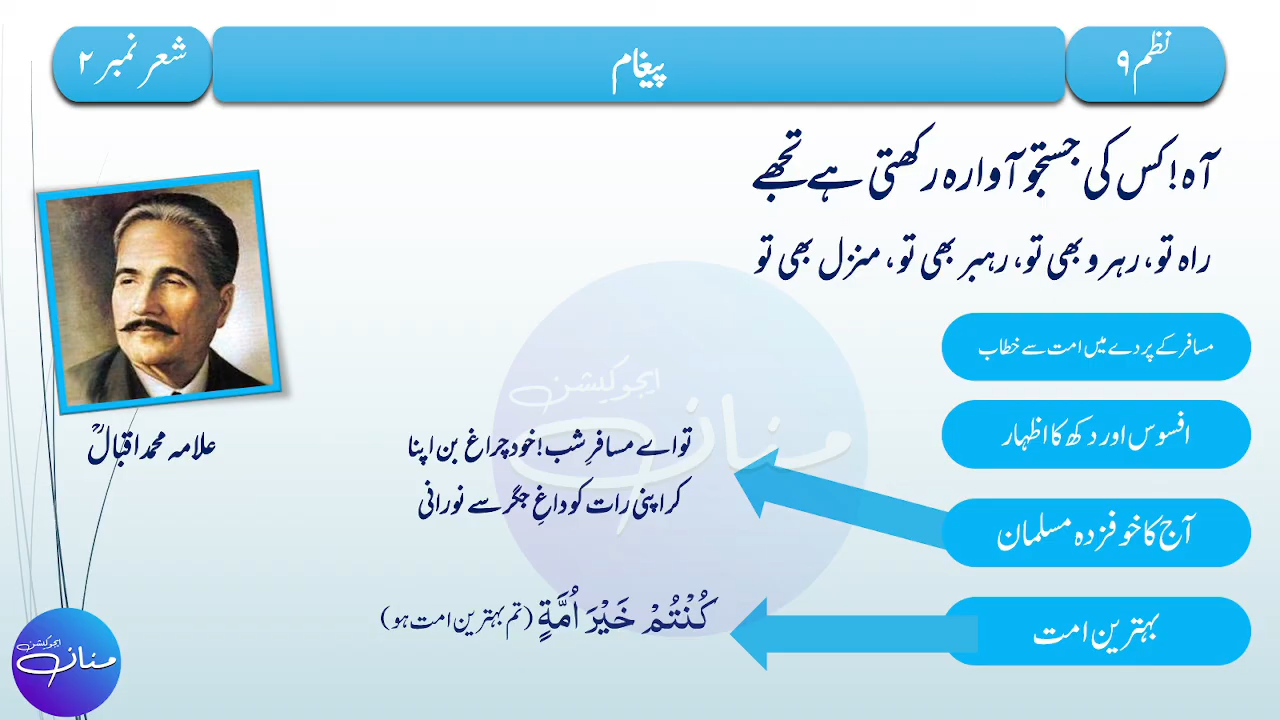 نظم ۹
پیغام
شعر نمبر ۲
آہ! کس کی جستجو آوارہ رکھتی ہے تجھے
راہ تو، رہرو بھی تو، رہبر بھی تو، منزل بھی تو
مسافر کے پردے میں امت سے خطاب
افسوس اور دکھ کا اظہار
آج کا خوفزدہ مسلمان
بہترین امت
تو اے مسافرِ شب! خود چراغ بن اپنا
کر اپنی رات کو داغِ جگر سے نورانی
كُنْتُمْ خَيْرَ اُمَّةٍ (تم بہترین امت ہو)
علامہ محمد اقبالؒ
ایجوکیشن
منان
ایجوکیشن
منان